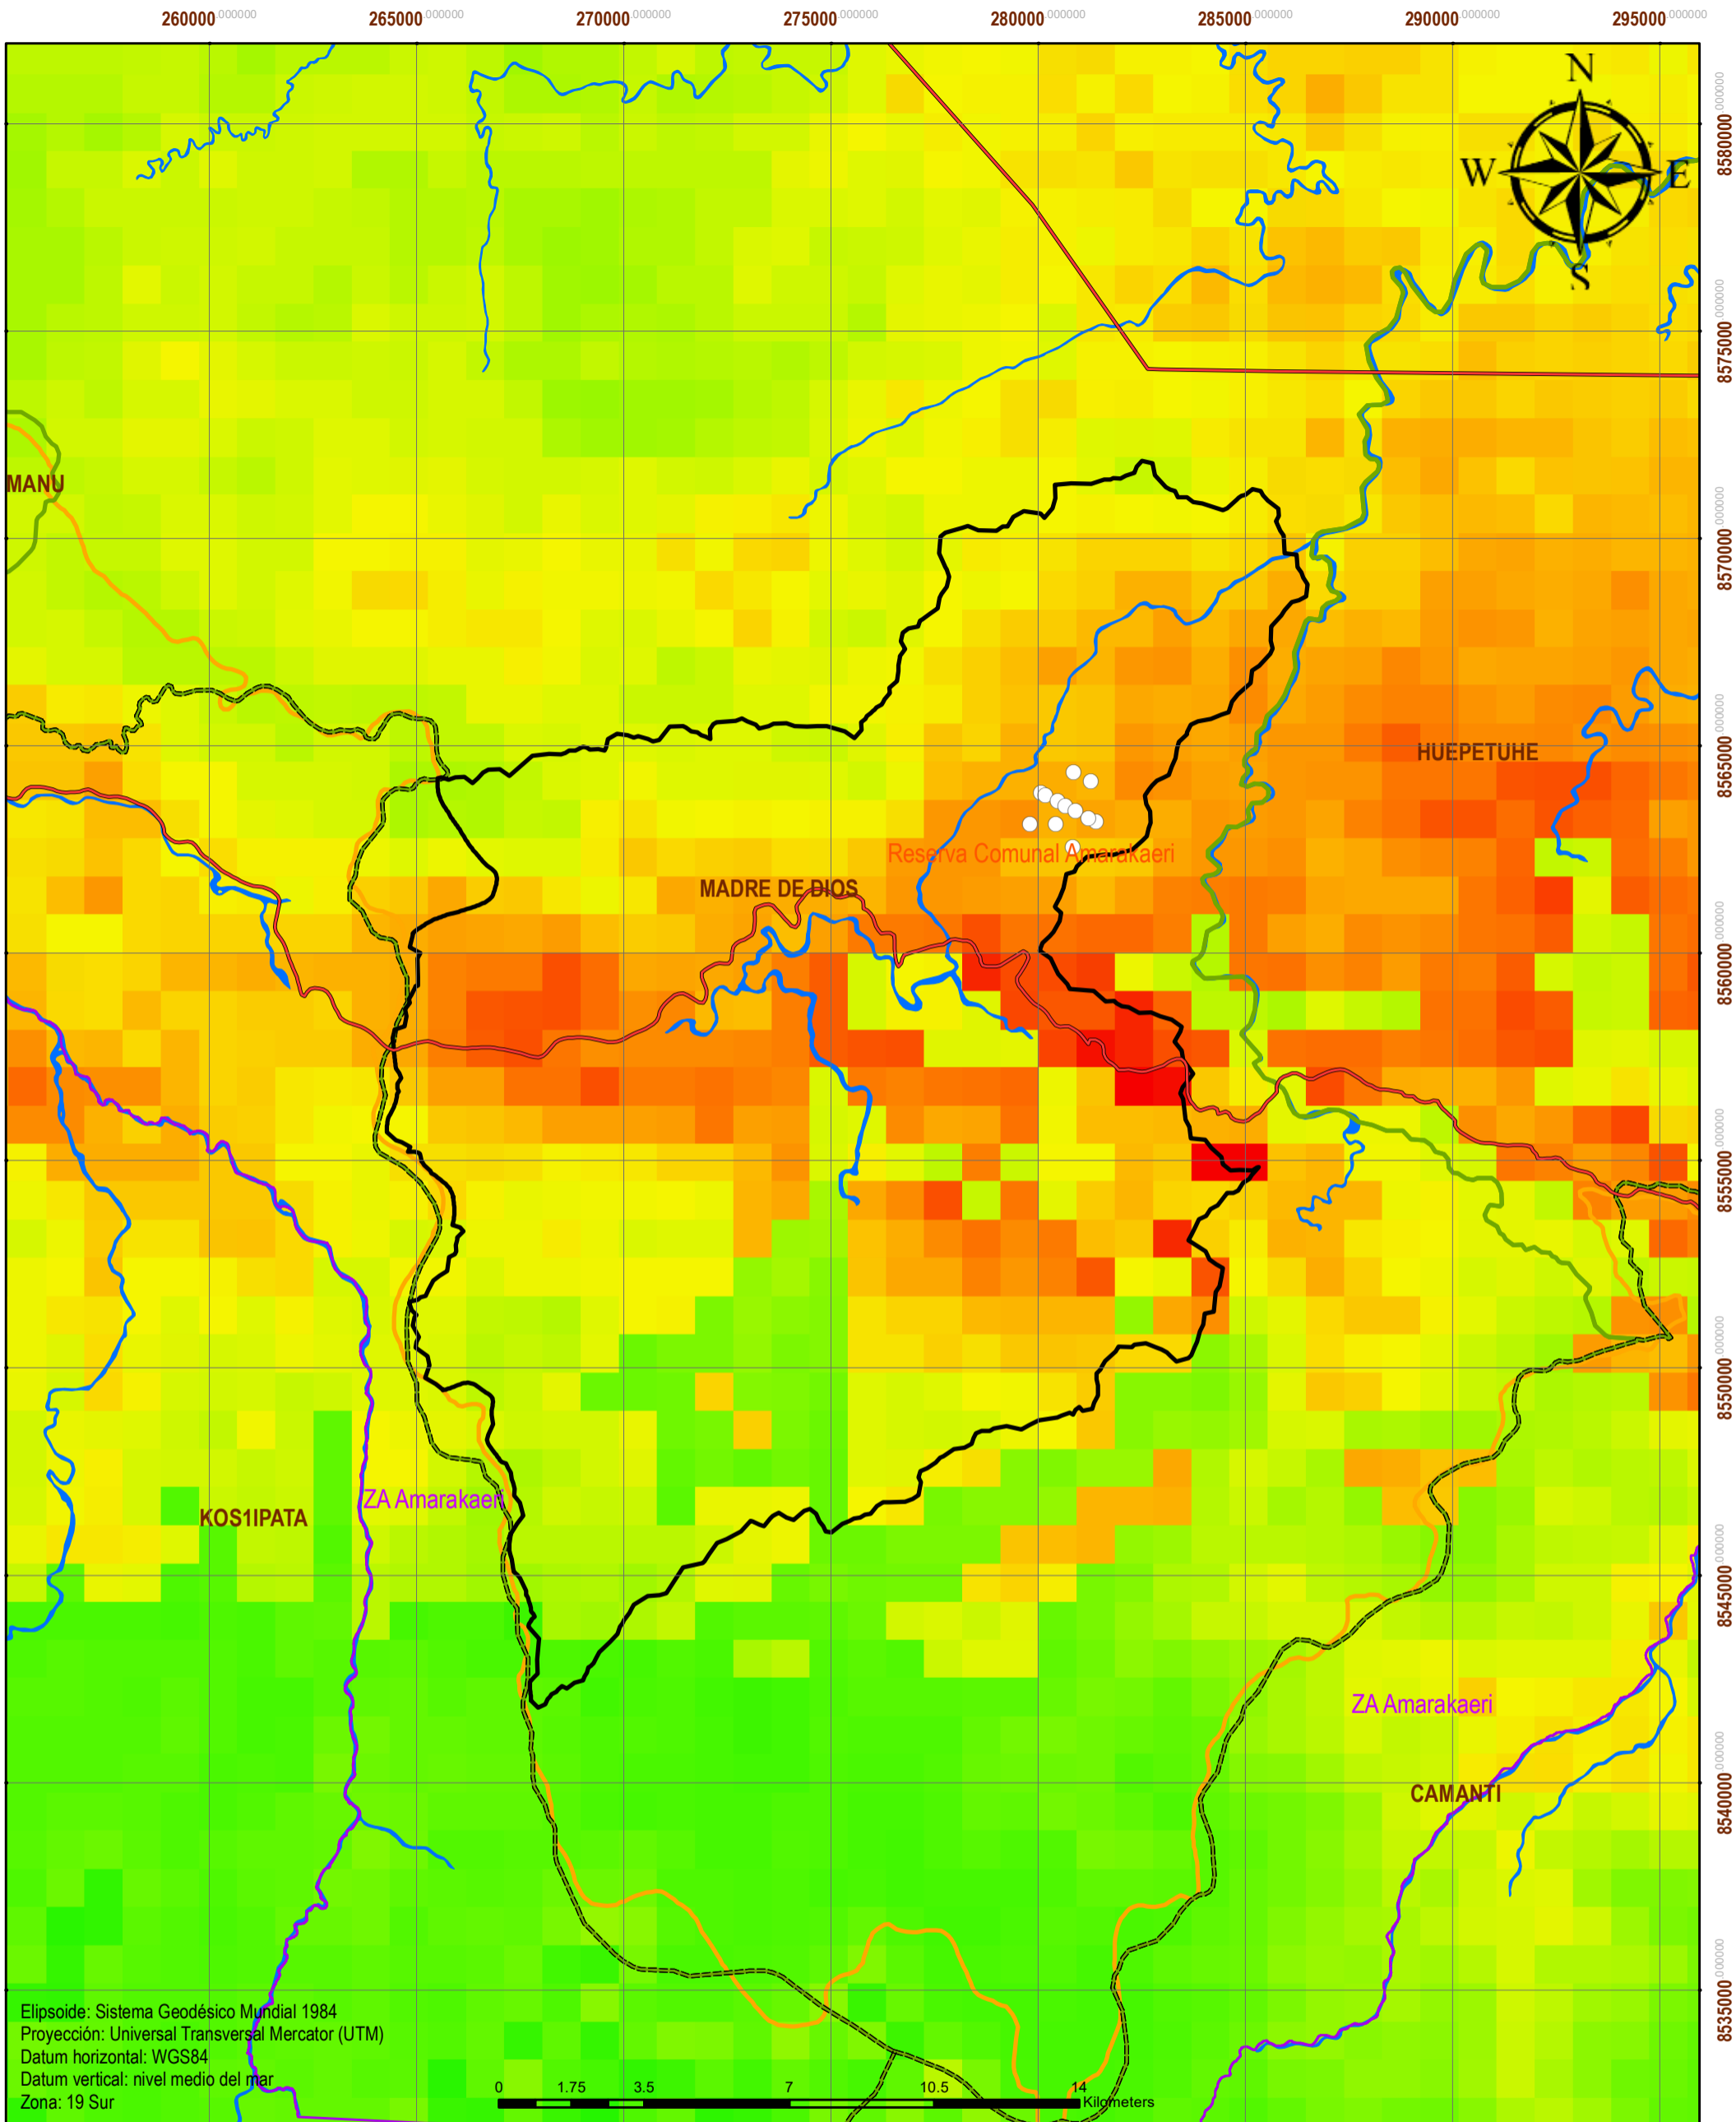 260000.000000 265000.000000 270000.000000 275000.000000 280000.000000 285000.000000 290000.000000 295000.000000
N
W E
S
8580000.000000
8575000.000000
8570000.000000
8565000.000000
8560000.000000
8555000.000000
8550000.000000
8545000.000000
8540000.000000
8535000.000000
MANU
HUEPETUHE
Reserva Comunal Amarakaeri
MADRE DE DIOS
ZA Amarakaeri
KOS1IPATA
ZA Amarakaeri
CAMANTI
Elipsoide: Sistema Geodésico Mundial 1984
Proyección: Universal Transversal Mercator (UTM)
Datum horizontal: WGS84
Datum vertical: nivel medio del mar
Zona: 19 Sur
0 1.75 3.5 7 10.5 14
Kilometers